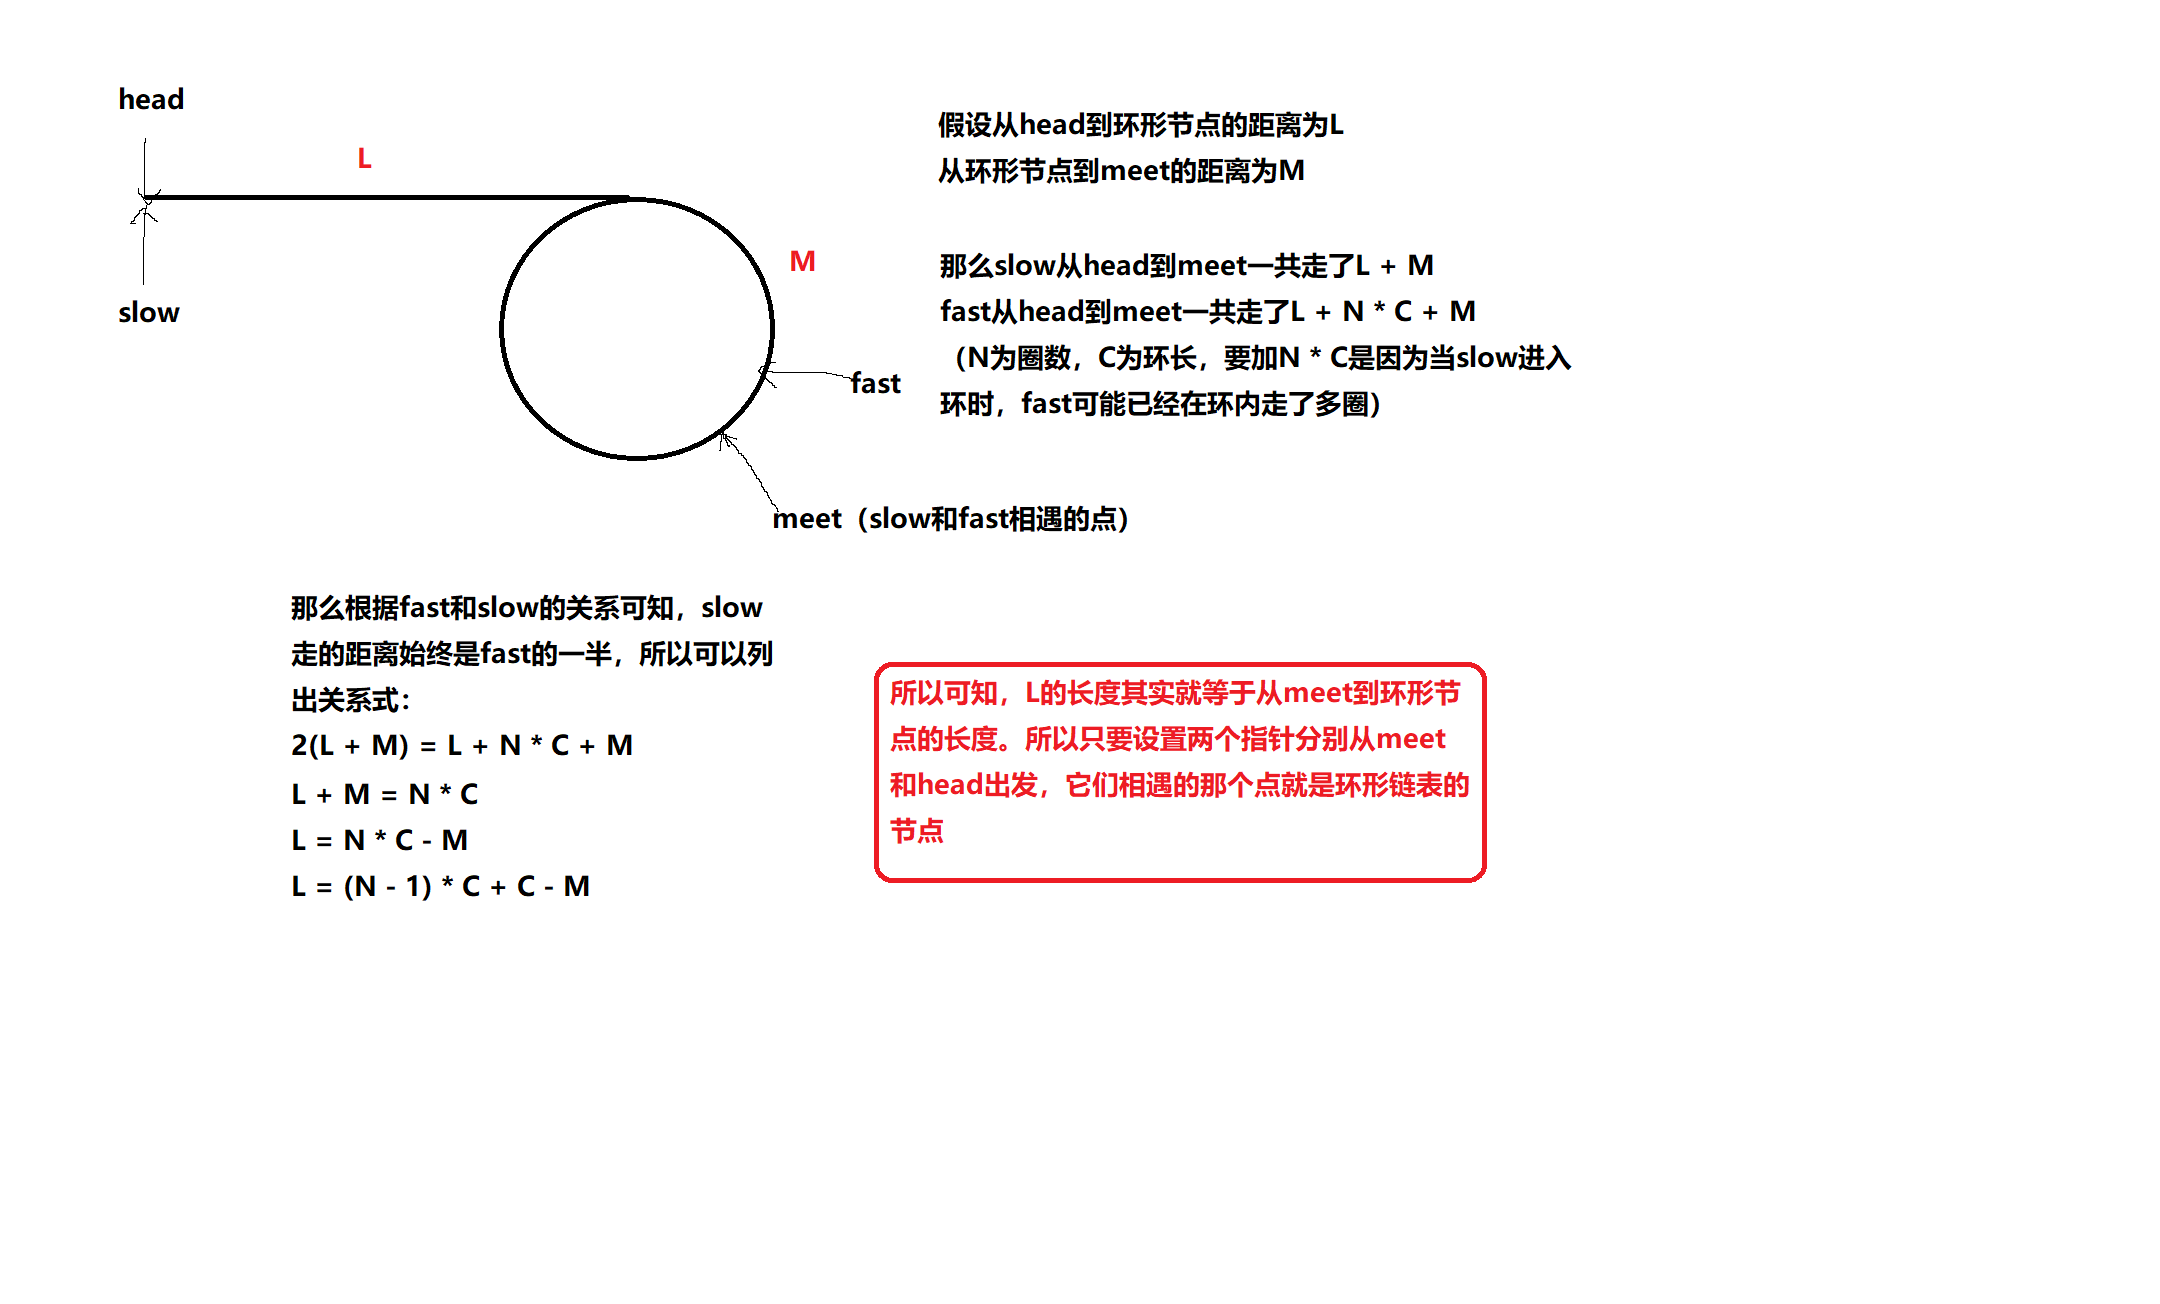 head
L
slow
M
fast
meet（slow和fast相遇的点）
假设从head到环形节点的距离为L
从环形节点到meet的距离为M
那么slow从head到meet一共走了L + M
fast从head到meet一共走了L + N * C + M
（N为圈数，C为环长，要加N * C是因为当slow进入
环时，fast可能已经在环内走了多圈）
那么根据fast和slow的关系可知，slow
走的距离始终是fast的一半，所以可以列
出关系式：
2(L + M) = L + N * C + M
L + M = N * C
L = N * C - M
L = (N - 1) * C + C - M
所以可知，L的长度其实就等于从meet到环形节
点的长度。所以只要设置两个指针分别从meet
和head出发，它们相遇的那个点就是环形链表的
节点